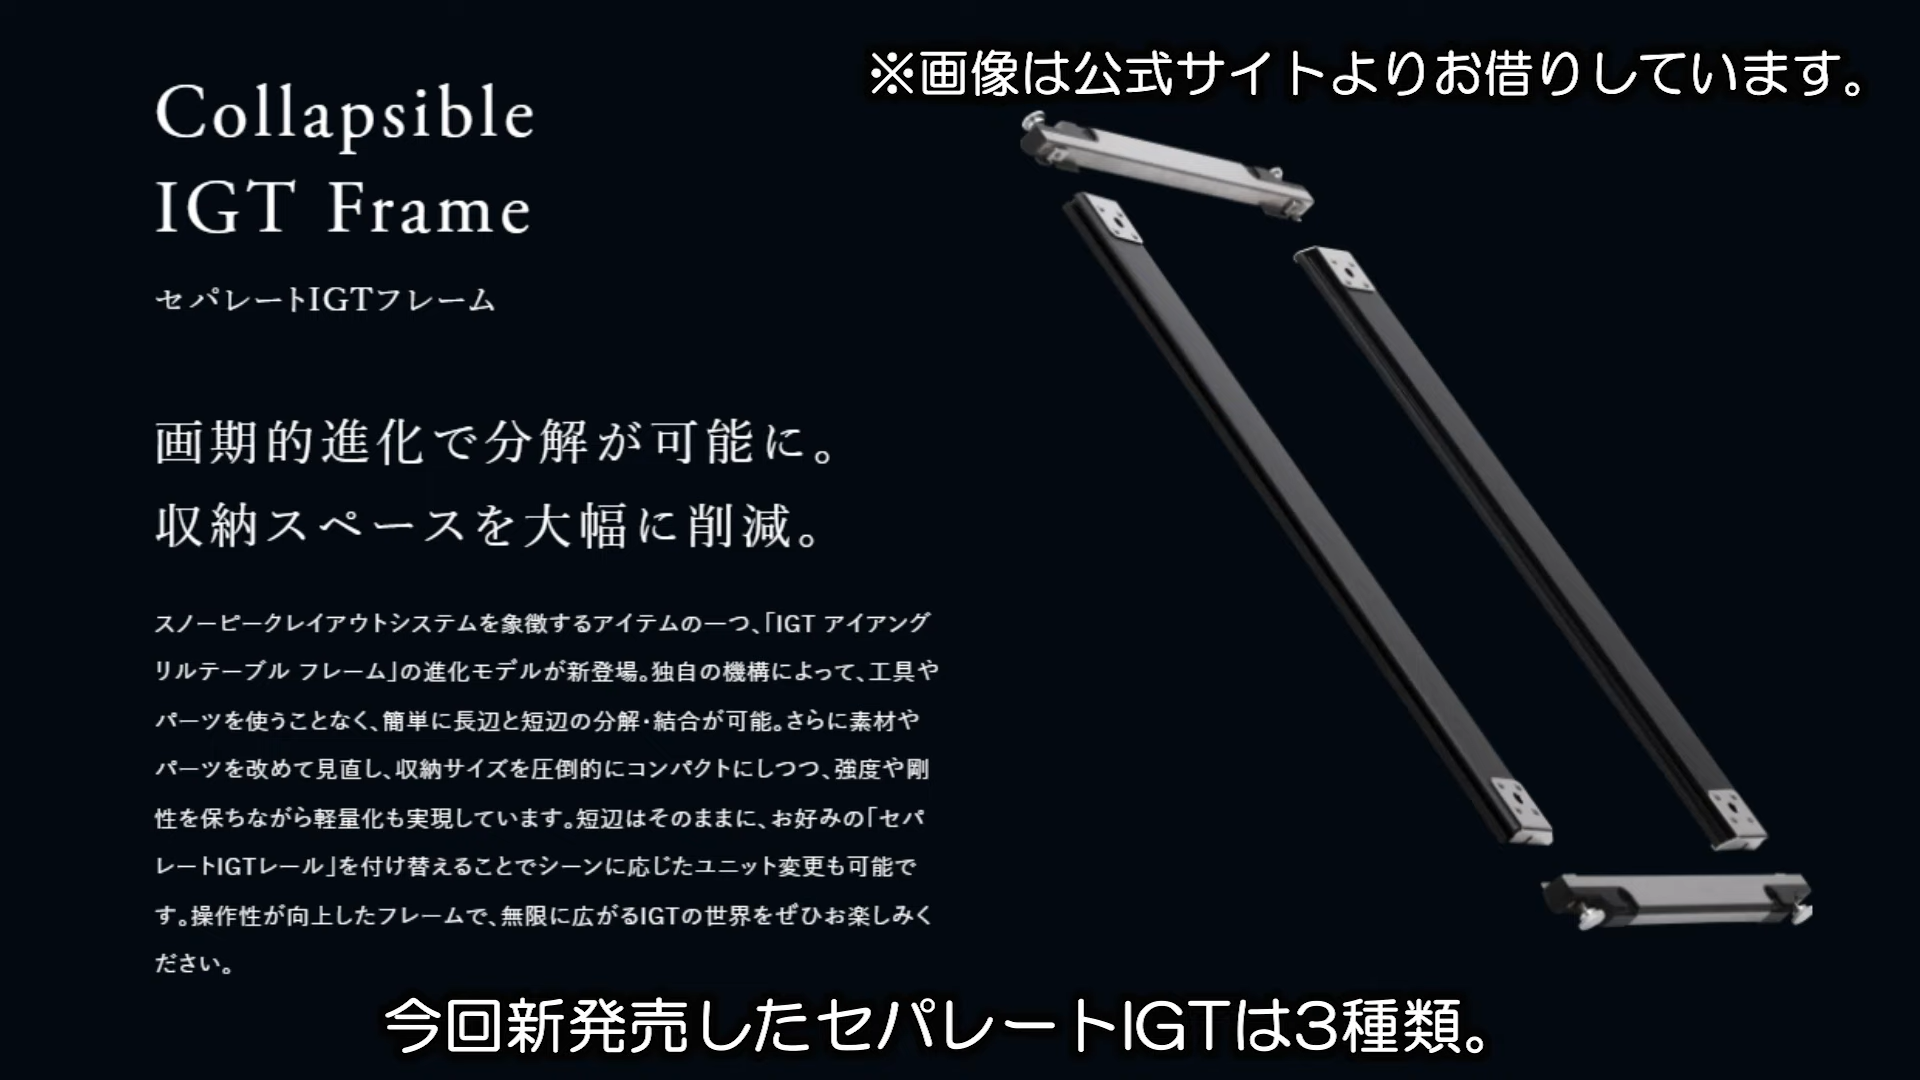 ※画像は公式サイトよりお借りしています。
Collapsible
IGT Frame
セパレートIGTフレーム
画期的進化で分解が可能に。
収納スペースを大幅に削減。
スノーピークレイアウトシステムを象徴するアイテムの一つ、「IGT アイアング
リルテーブル フレーム」の進化モデルが新登場。独自の機構によって、工具や
パーツを使うことなく、簡単に長辺と短辺の分解・結合が可能。さらに素材や
パーツを改めて見直し、収納サイズを圧倒的にコンパクトにしつつ、強度や剛
性を保ちながら軽量化も実現しています。短辺はそのままに、お好みの「セパ
レートIGTレール」を付け替えることでシーンに応じたユニット変更も可能で
す。操作性が向上したフレームで、無限に広がるIGTの世界をぜひお楽しみく
ださい。
今回新発売したセパレートIGTは3種類。